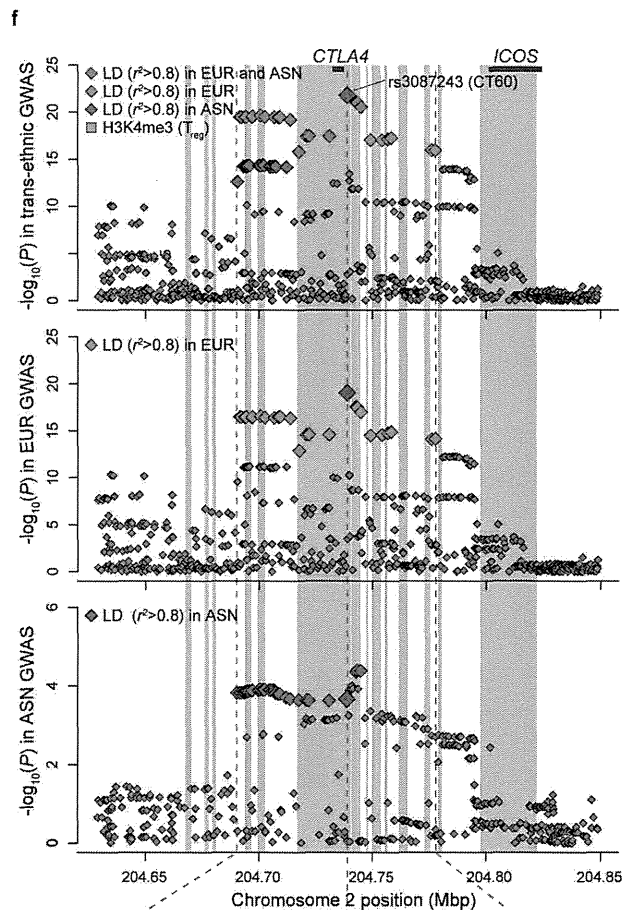 f
CTLA4
ICOS
25
20
15
10
5
0
-log10(P) in trans-ethnic GWAS
LD (r²>0.8) in EUR and ASN
LD (r²>0.8) in EUR
LD (r²>0.8) in ASN
H3K4me3 (Treg)
rs3087243 (CT60)
25
20
15
10
5
0
-log10(P) in EUR GWAS
LD (r²>0.8) in EUR
6
4
2
0
-log10(P) in ASN GWAS
LD (r²>0.8) in ASN
204.65
204.70
204.75
204.80
204.85
Chromosome 2 position (Mbp)